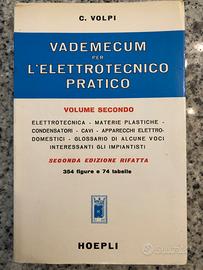 C. VOLPI
VADEMECUM
PER
L'ELETTROTECNICO
PRATICO
VOLUME SECONDO
ELETTROTECNICA - MATERIE PLASTICHE -
CONDENSATORI - CAVI - APPARECCHI ELETTRO-
DOMESTICI - GLOSSARIO DI ALCUNE VOCI
INTERESSANTI GLI IMPIANTISTI
SECONDA EDIZIONE RIFATTA
354 figure e 74 tabelle
HOEPLI